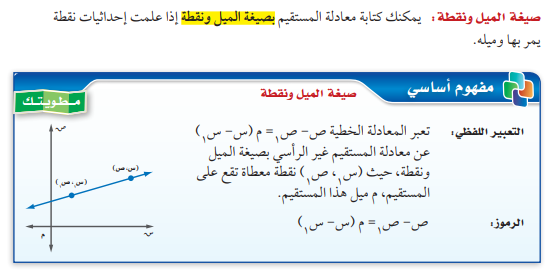 صيغة الميل ونقطة: يمكنك كتابة معادلة المستقيم بصيغة الميل ونقطة إذا علمت إحداثيات نقطة
يمر بها وميله.
مفهوم أساسي
صيغة الميل ونقطة
مطويتك
التعبير اللفظي: تعبر المعادلة الخطية ص - ص١ = م (س - س١)
عن معادلة المستقيم غير الرأسي بصيغة الميل
ونقطة، حيث (س١، ص١) نقطة معطاة تقع على
المستقيم، م ميل هذا المستقيم.
الرموز: ص - ص١ = م (س - س١)
ص
(س، ص)
(س١، ص١)
م
س